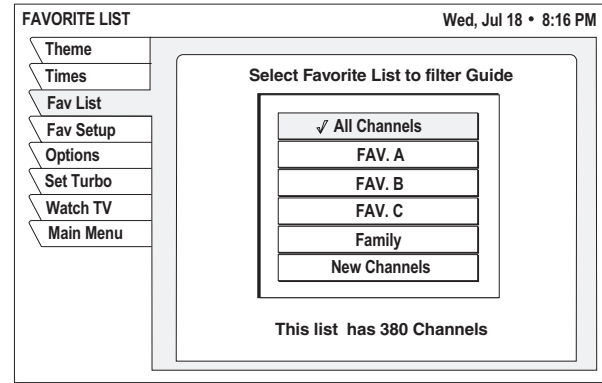 FAVORITE LIST
Wed, Jul 18 • 8:16 PM
Theme
Times
Fav List
Fav Setup
Options
Set Turbo
Watch TV
Main Menu
Select Favorite List to filter Guide
√ All Channels
FAV. A
FAV. B
FAV. C
Family
New Channels
This list has 380 Channels